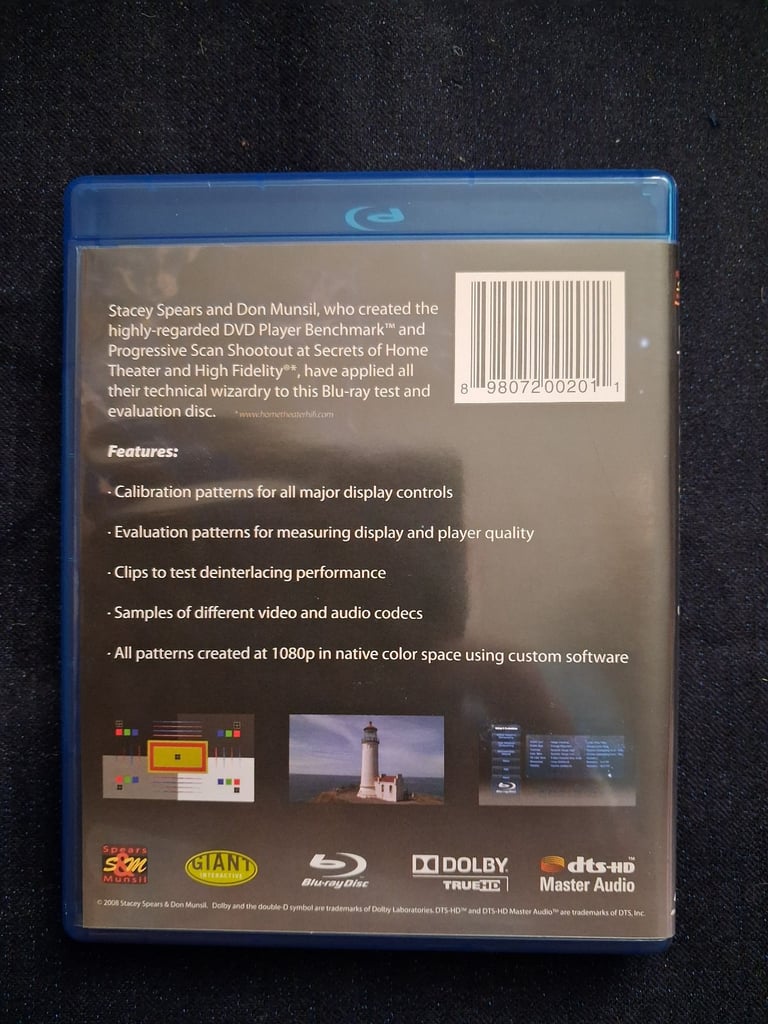 Stacey Spears and Don Munsil, who created the
highly-regarded DVD Player Benchmark™ and
Progressive Scan Shootout at Secrets of Home
Theater and High Fidelity®*, have applied all
their technical wizardry to this Blu-ray test and
evaluation disc. *www.hometheaterhifi.com
8 98072 00201 1
Features:
· Calibration patterns for all major display controls
· Evaluation patterns for measuring display and player quality
· Clips to test deinterlacing performance
· Samples of different video and audio codecs
· All patterns created at 1080p in native color space using custom software
Spears
S&M
Munsil
GIANT
INTERACTIVE
Blu-ray Disc
DOLBY
TRUEHD
dts-HD™
Master Audio
© 2008 Stacey Spears & Don Munsil. Dolby and the double-D symbol are trademarks of Dolby Laboratories. DTS-HD™ and DTS-HD Master Audio™ are trademarks of DTS, Inc.